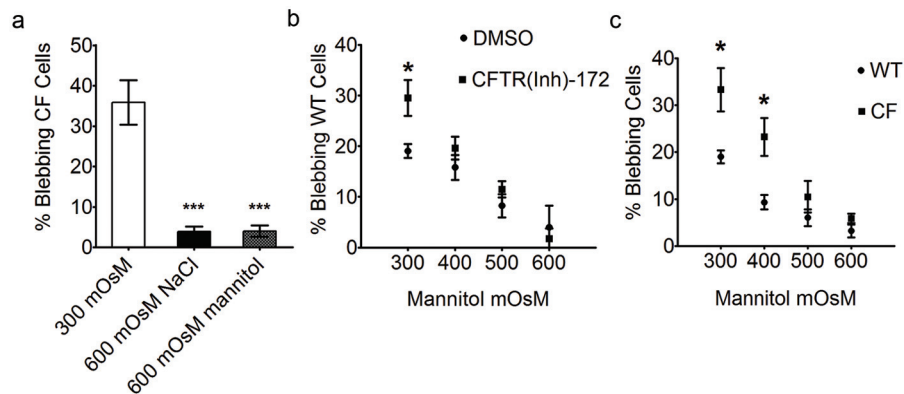 a
% Blebbing CF Cells
50
40
30
20
10
0
***
***
300 mOsM
600 mOsM NaCl
600 mOsM mannitol
b
% Blebbing WT Cells
40
30
20
10
0
*
DMSO
CFTR(Inh)-172
300 400 500 600
Mannitol mOsM
c
% Blebbing Cells
40
30
20
10
0
*
*
WT
CF
300 400 500 600
Mannitol mOsM